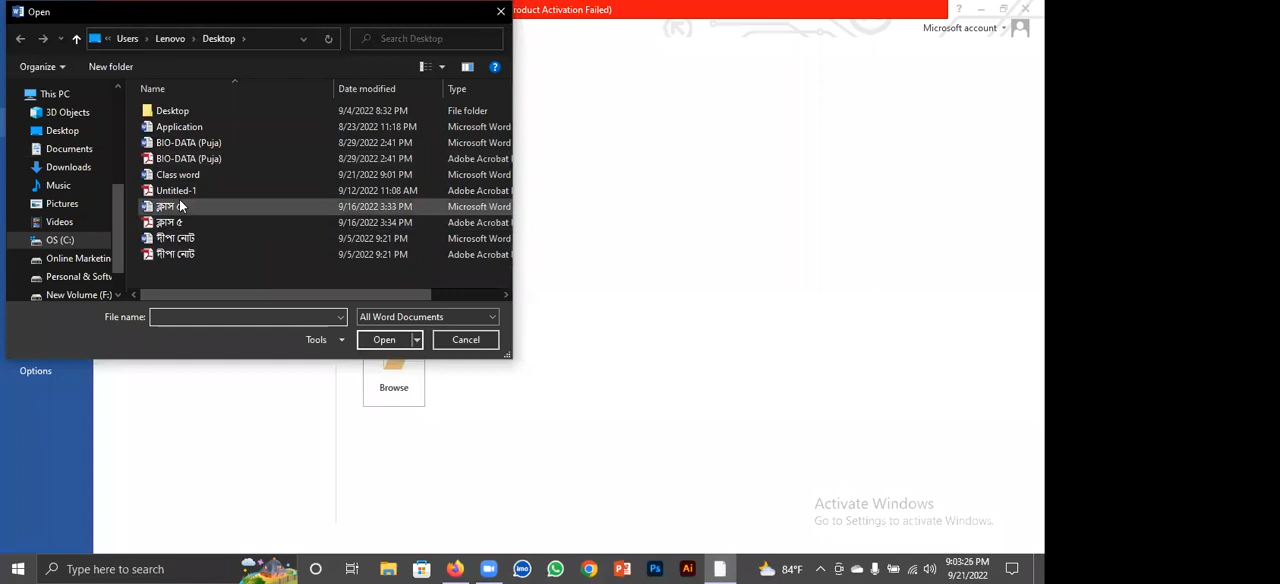 Open
roduct Activation Failed)
Microsoft account
Users Lenovo Desktop
Search Desktop
Organize
New folder
Name
Date modified
Type
This PC
3D Objects
Desktop
Documents
Downloads
Music
Pictures
Videos
OS (C:)
Online Marketin
Personal & Softw
New Volume (F:)
Desktop 9/4/2022 8:32 PM File folder
Application 8/23/2022 11:18 PM Microsoft Word
BIO-DATA (Puja) 8/29/2022 2:41 PM Microsoft Word
BIO-DATA (Puja) 8/29/2022 2:41 PM Adobe Acrobat
Class word 9/21/2022 9:01 PM Microsoft Word
Untitled-1 9/12/2022 11:08 AM Adobe Acrobat
ক্লাস 9/16/2022 3:33 PM Microsoft Word
ক্লাস ৫ 9/16/2022 3:34 PM Adobe Acrobat
দীপা নোট 9/5/2022 9:21 PM Microsoft Word
দীপা নোট 9/5/2022 9:21 PM Adobe Acrobat
File name:
All Word Documents
Tools
Open
Cancel
Options
Browse
Activate Windows
Go to Settings to activate Windows.
Type here to search
84°F
9:03:26 PM
9/21/2022